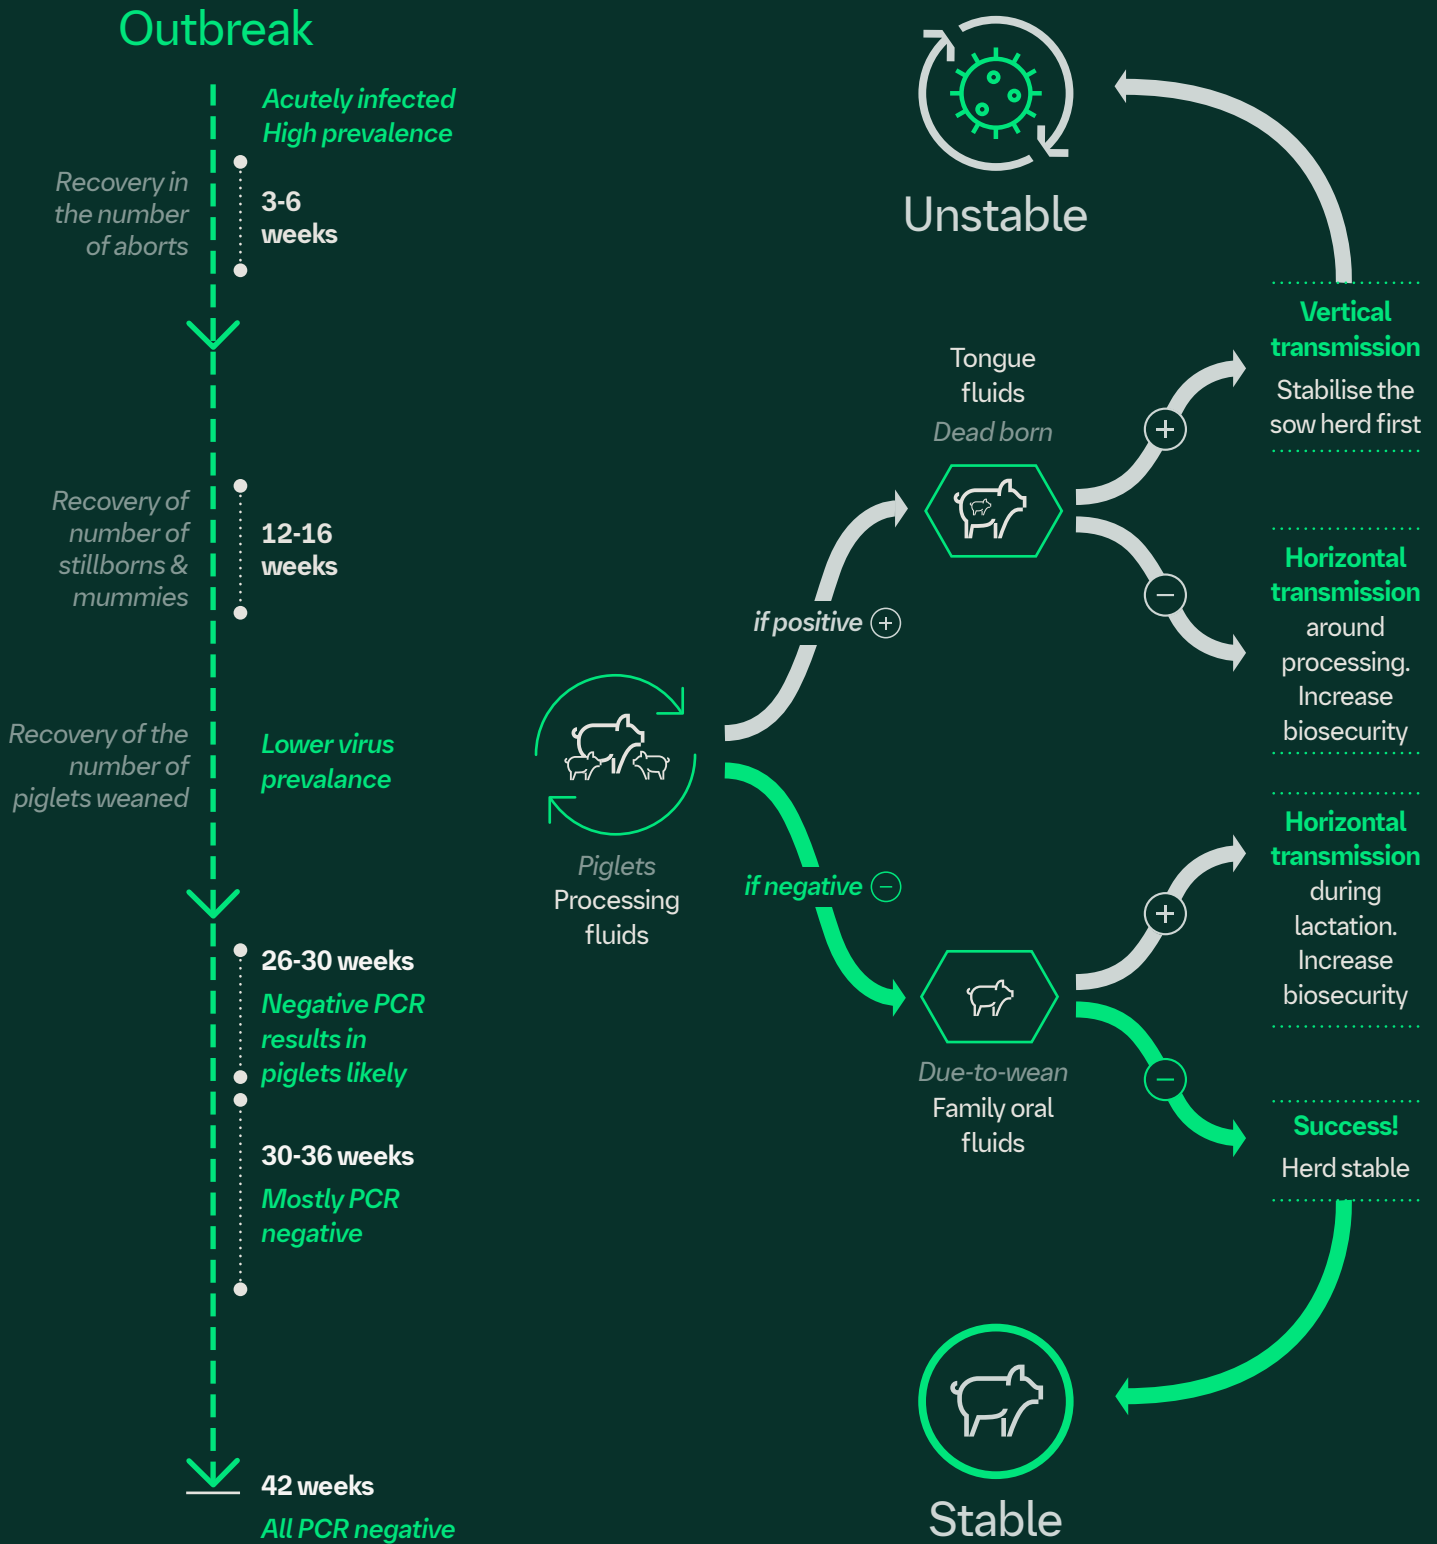 Outbreak
Acutely infected
High prevalence
Recovery in
the number
of aborts
3-6
weeks
Recovery of
number of
stillborns &
mummies
12-16
weeks
Recovery of the
number of
piglets weaned
Lower virus
prevalance
26-30 weeks
Negative PCR
results in
piglets likely
30-36 weeks
Mostly PCR
negative
42 weeks
All PCR negative
Piglets
Processing
fluids
if positive +
if negative −
Tongue
fluids
Dead born
+
−
Due-to-wean
Family oral
fluids
+
−
Unstable
Vertical
transmission
Stabilise the
sow herd first
Horizontal
transmission
around
processing.
Increase
biosecurity
Horizontal
transmission
during
lactation.
Increase
biosecurity
Success!
Herd stable
Stable